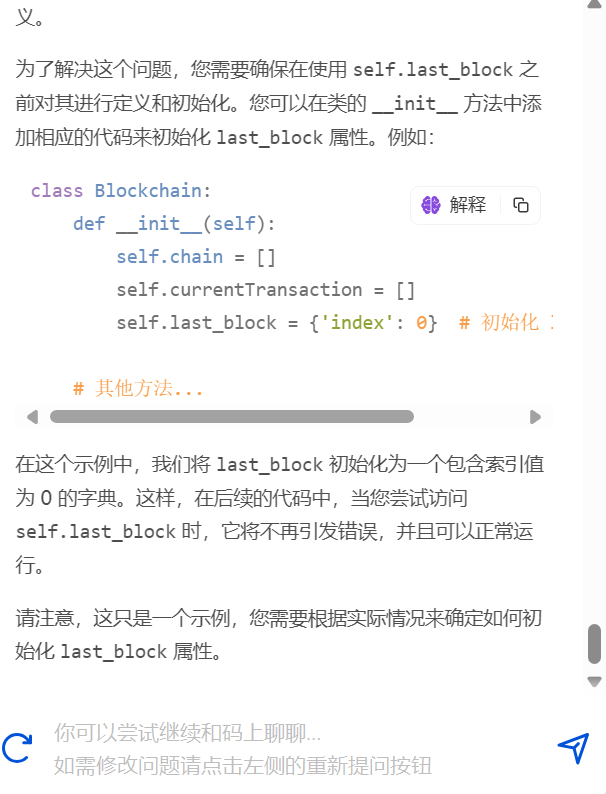 义。
为了解决这个问题，您需要确保在使用 self.last_block 之
前对其进行定义和初始化。您可以在类的 __init__ 方法中添
加相应的代码来初始化 last_block 属性。例如：
class Blockchain:
解释
def __init__(self):
self.chain = []
self.currentTransaction = []
self.last_block = {'index': 0}  # 初始化
# 其他方法...
在这个示例中，我们将 last_block 初始化为一个包含索引值
为 0 的字典。这样，在后续的代码中，当您尝试访问
self.last_block 时，它将不再引发错误，并且可以正常运
行。
请注意，这只是一个示例，您需要根据实际情况来确定如何初
始化 last_block 属性。
你可以尝试继续和码上聊聊...
如需修改问题请点击左侧的重新提问按钮